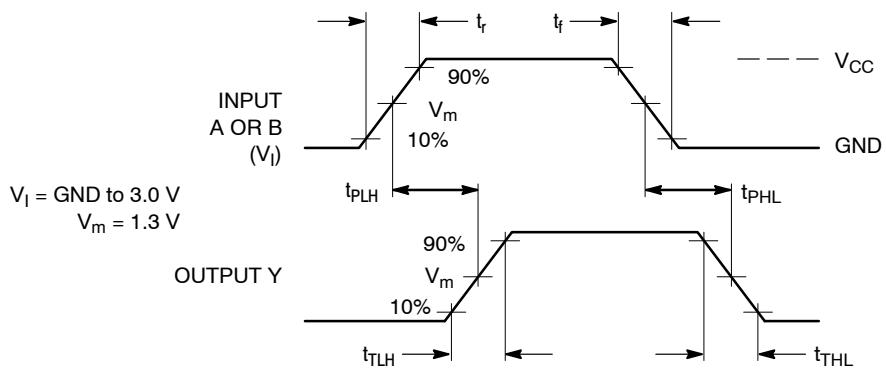 t_r
t_f
V_CC
90%
INPUT
A OR B
(V_I)
V_m
10%
GND
t_PLH
t_PHL
V_I = GND to 3.0 V
V_m = 1.3 V
90%
OUTPUT Y
V_m
10%
t_TLH
t_THL